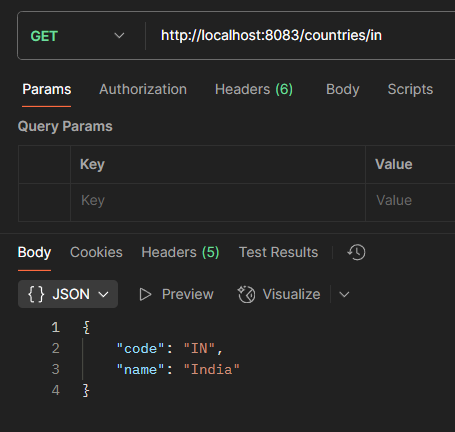 GET http://localhost:8083/countries/in
Params Authorization Headers (6) Body Scripts
Query Params
Key Value
Key Value
Body Cookies Headers (5) Test Results
{} JSON Preview Visualize
1 {
2 "code": "IN",
3 "name": "India"
4 }